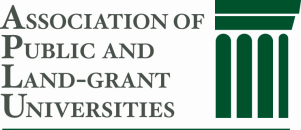 ASSOCIATION OF
PUBLIC AND
LAND-GRANT
UNIVERSITIES